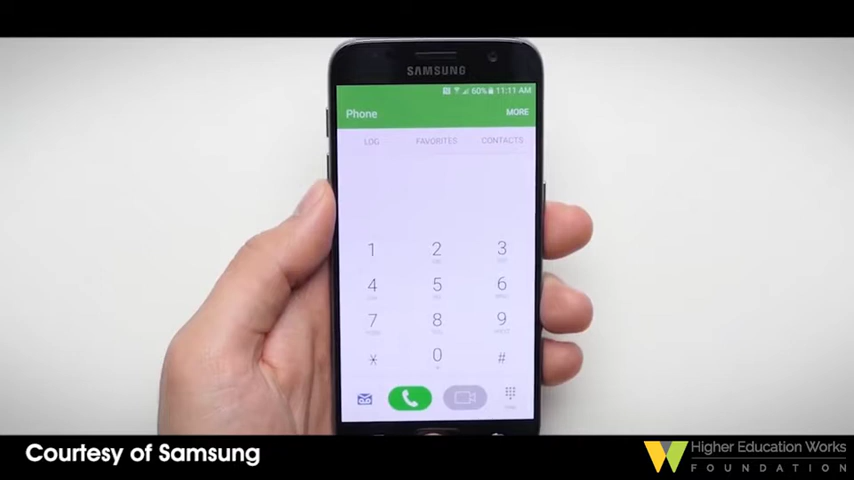 SAMSUNG
60% 11:11 AM
Phone MORE
LOG FAVORITES CONTACTS
1 2 3
4 5 6
7 8 9
* 0 #
Courtesy of Samsung
Higher Education Works
FOUNDATION